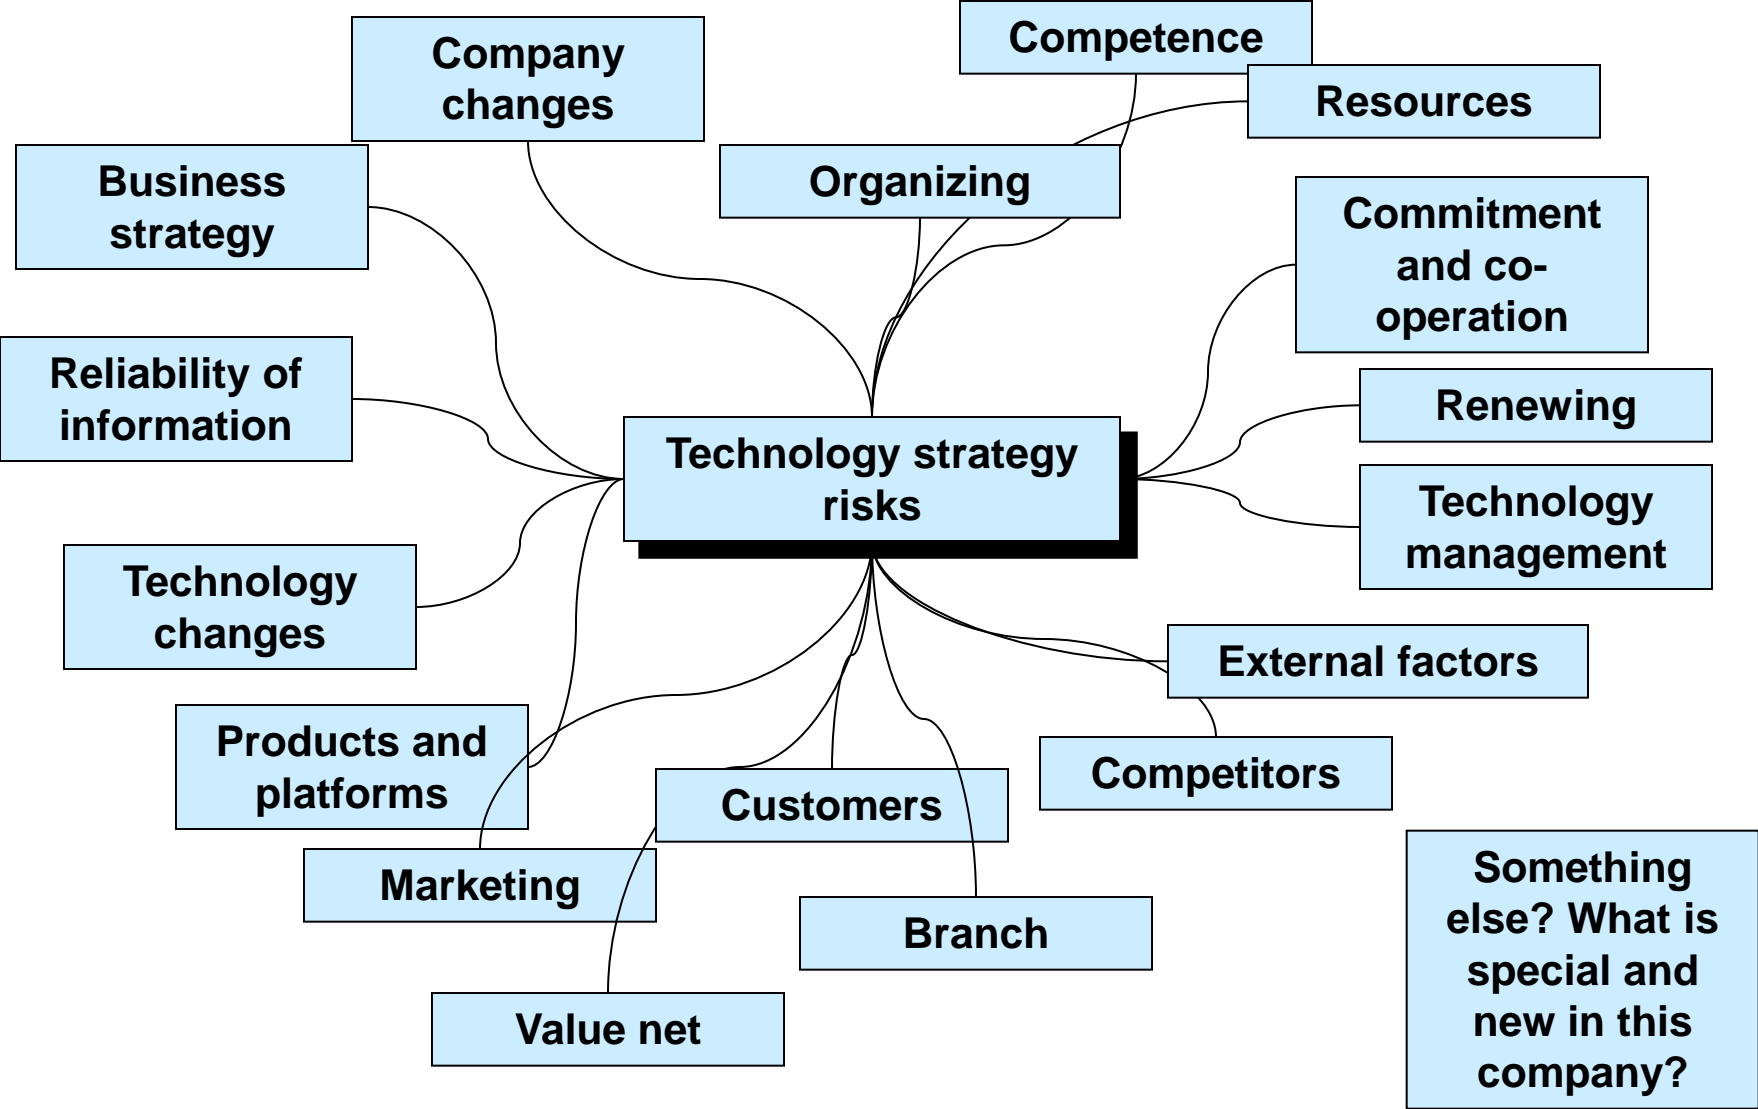 Company
changes
Competence
Resources
Business
strategy
Organizing
Commitment
and co-
operation
Reliability of
information
Renewing
Technology strategy
risks
Technology
management
Technology
changes
External factors
Products and
platforms
Competitors
Customers
Marketing
Branch
Value net
Something
else? What is
special and
new in this
company?